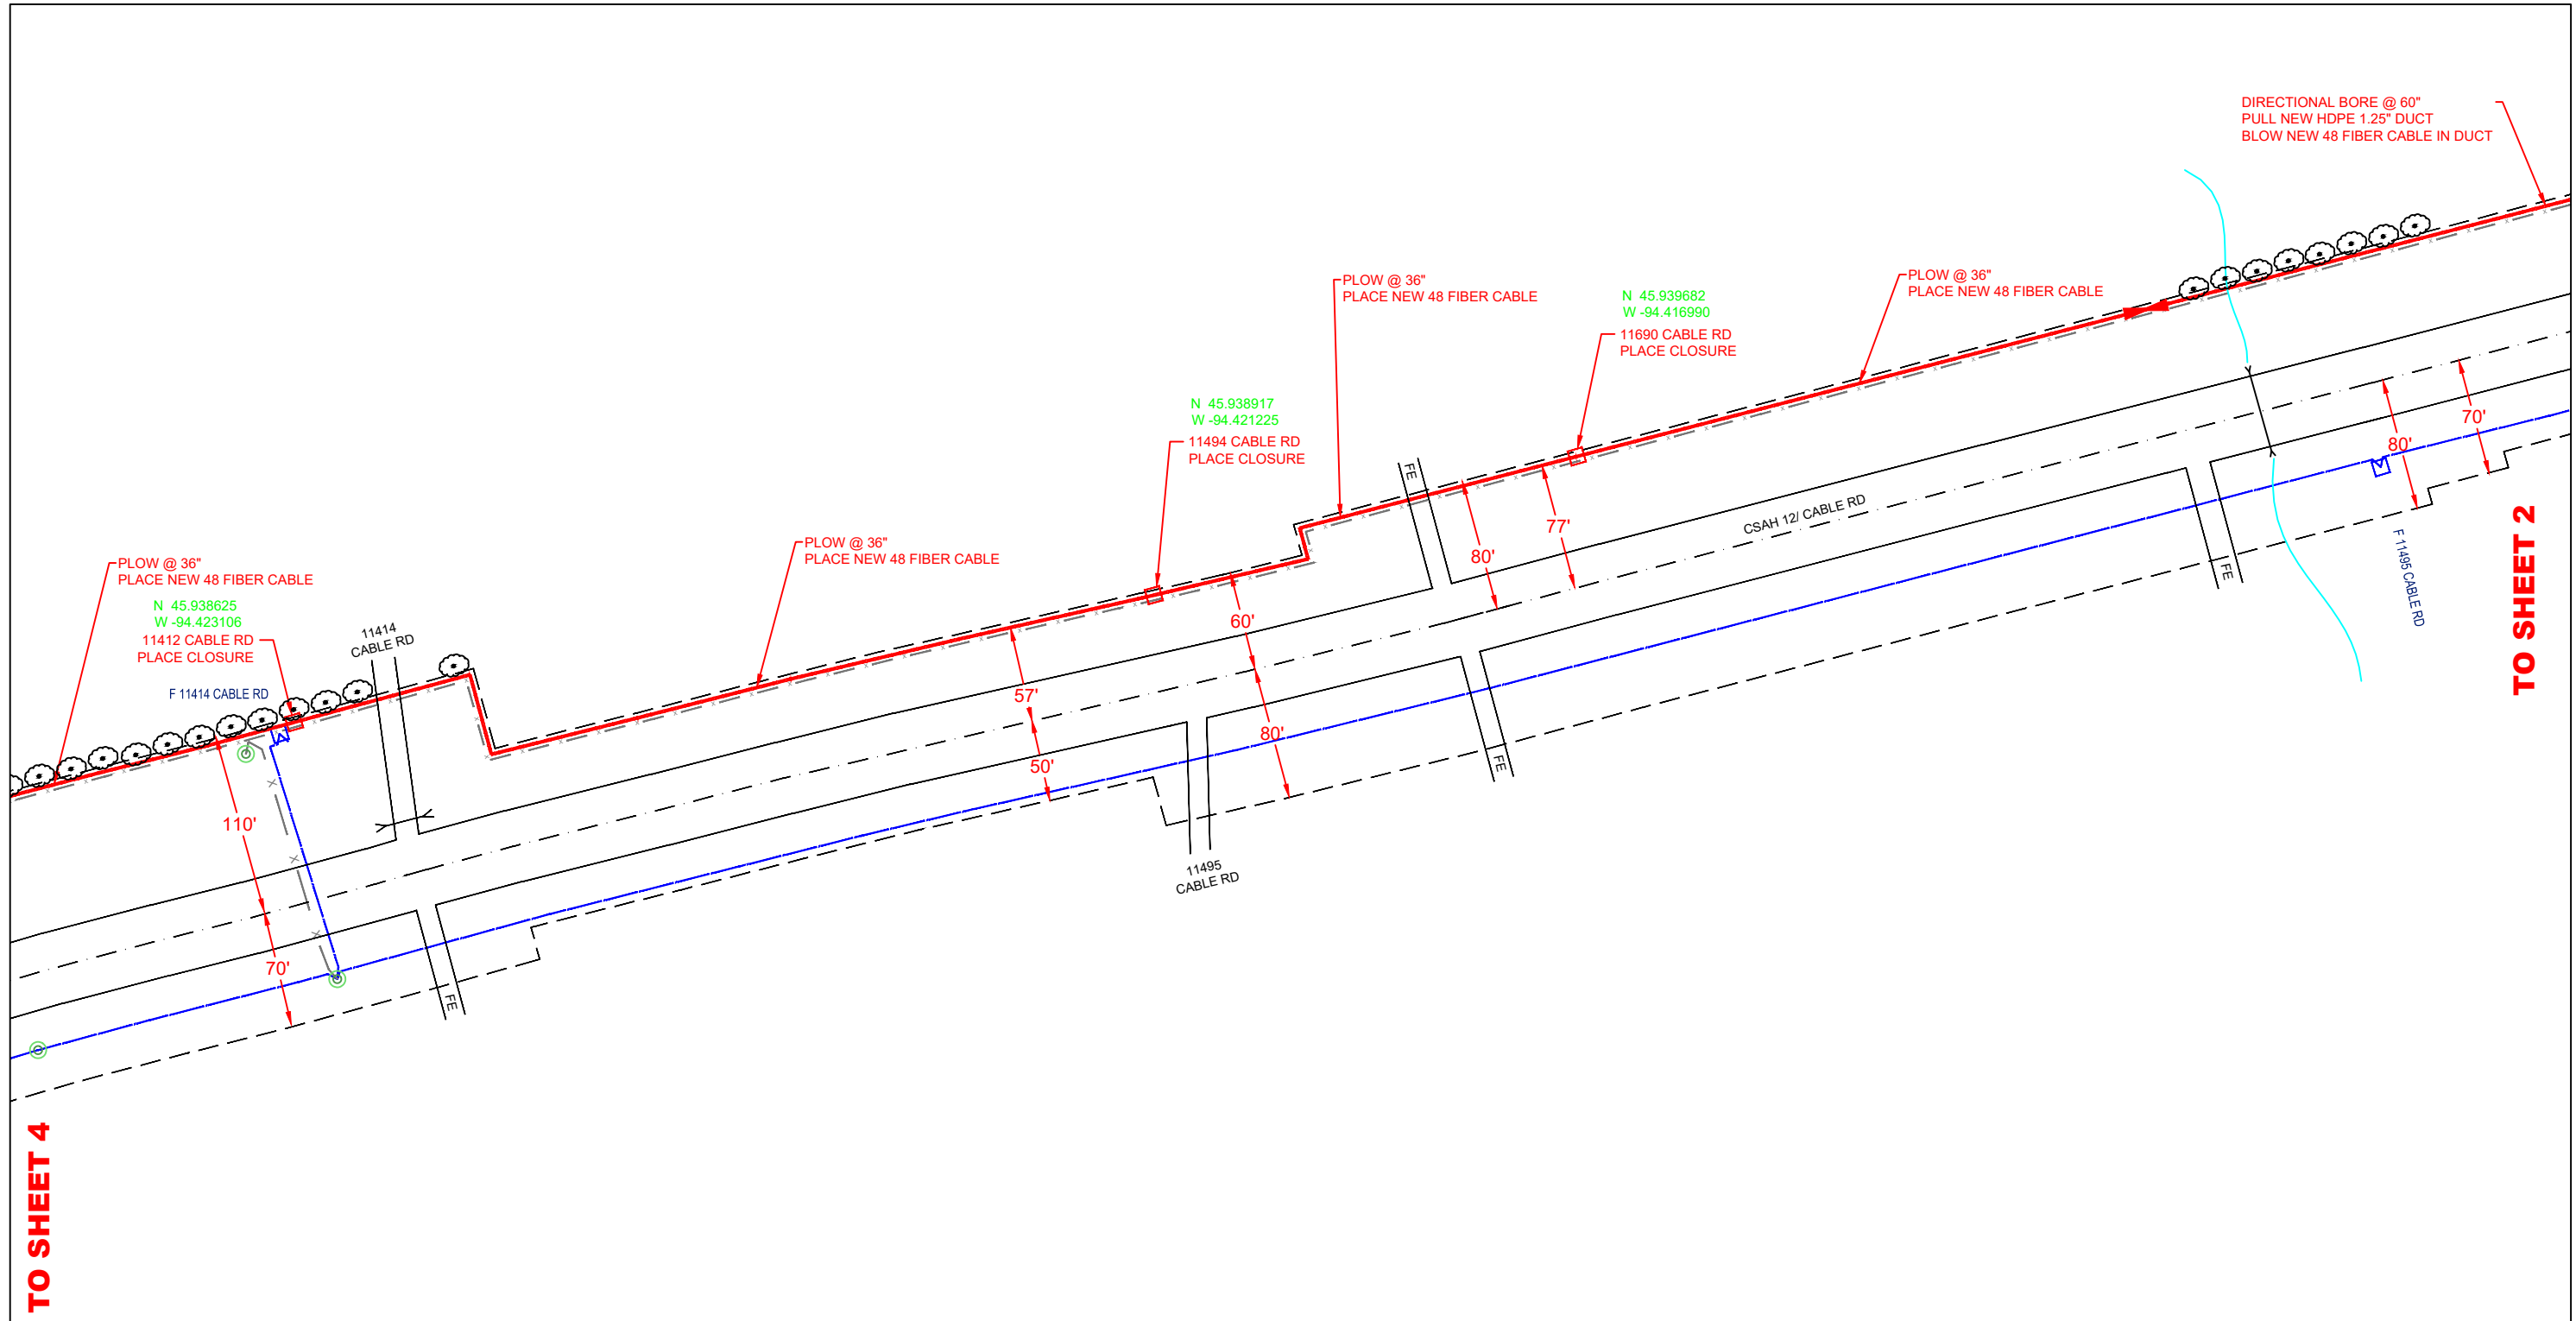 DIRECTIONAL BORE @ 60"
PULL NEW HDPE 1.25" DUCT
BLOW NEW 48 FIBER CABLE IN DUCT
PLOW @ 36"
PLACE NEW 48 FIBER CABLE
PLOW @ 36"
PLACE NEW 48 FIBER CABLE
N 45.939682
W -94.416990
11690 CABLE RD
PLACE CLOSURE
N 45.938917
W -94.421225
11494 CABLE RD
PLACE CLOSURE
PLOW @ 36"
PLACE NEW 48 FIBER CABLE
PLOW @ 36"
PLACE NEW 48 FIBER CABLE
N 45.938625
W -94.423106
11412 CABLE RD
PLACE CLOSURE
11414
CABLE RD
F 11414 CABLE RD
FE
CSAH 12/ CABLE RD
70'
80'
77'
80'
60'
57'
80'
50'
110'
70'
FE
FE
FE
11495
CABLE RD
F 11495 CABLE RD
TO SHEET 2
TO SHEET 4